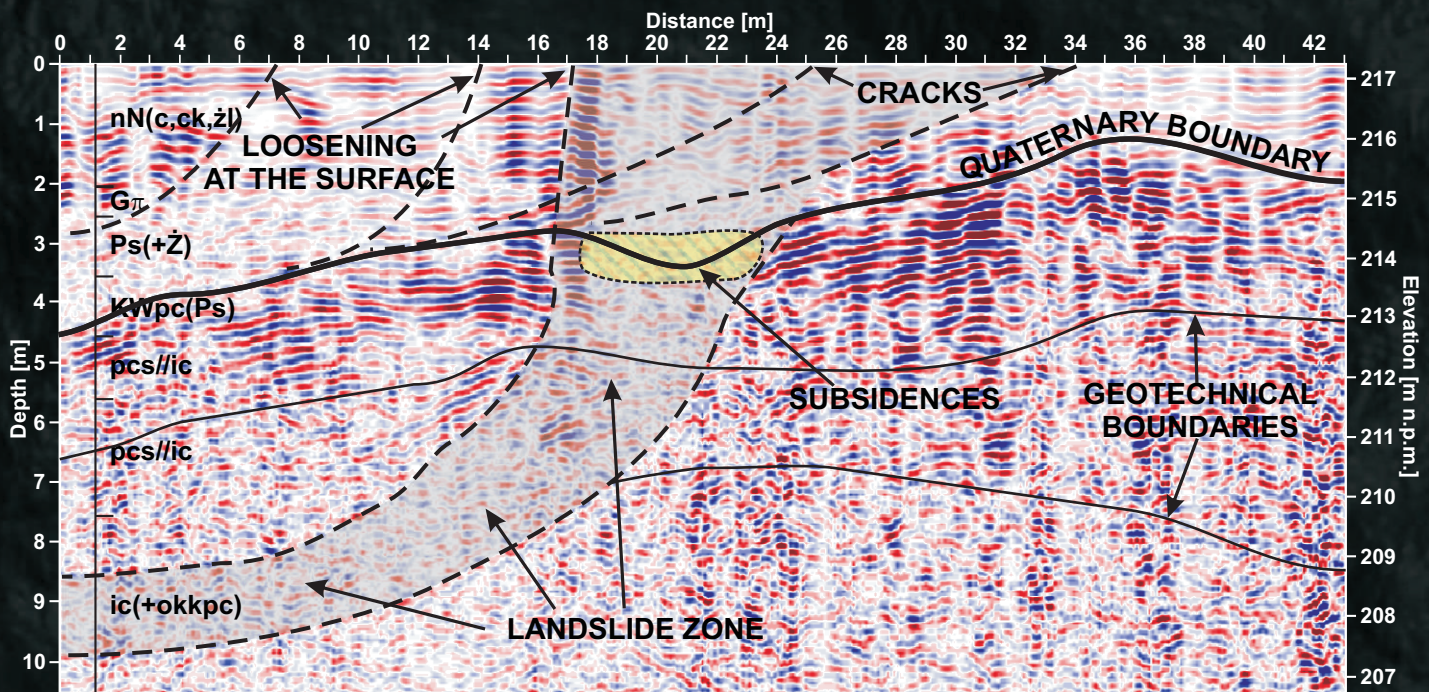 Distance [m]
0 2 4 6 8 10 12 14 16 18 20 22 24 26 28 30 32 34 36 38 40 42
0
1
2
3
4
5
6
7
8
9
10
Depth [m]
217
216
215
214
213
212
211
210
209
208
207
Elevation [m n.p.m.]
CRACKS
nN(c,ck,żl)
LOOSENING
AT THE SURFACE
QUATERNARY BOUNDARY
Gπ
Ps(+Ż)
KWpc(Ps)
pcs//ic
SUBSIDENCES
GEOTECHNICAL
BOUNDARIES
pcs//ic
ic(+okkpc)
LANDSLIDE ZONE